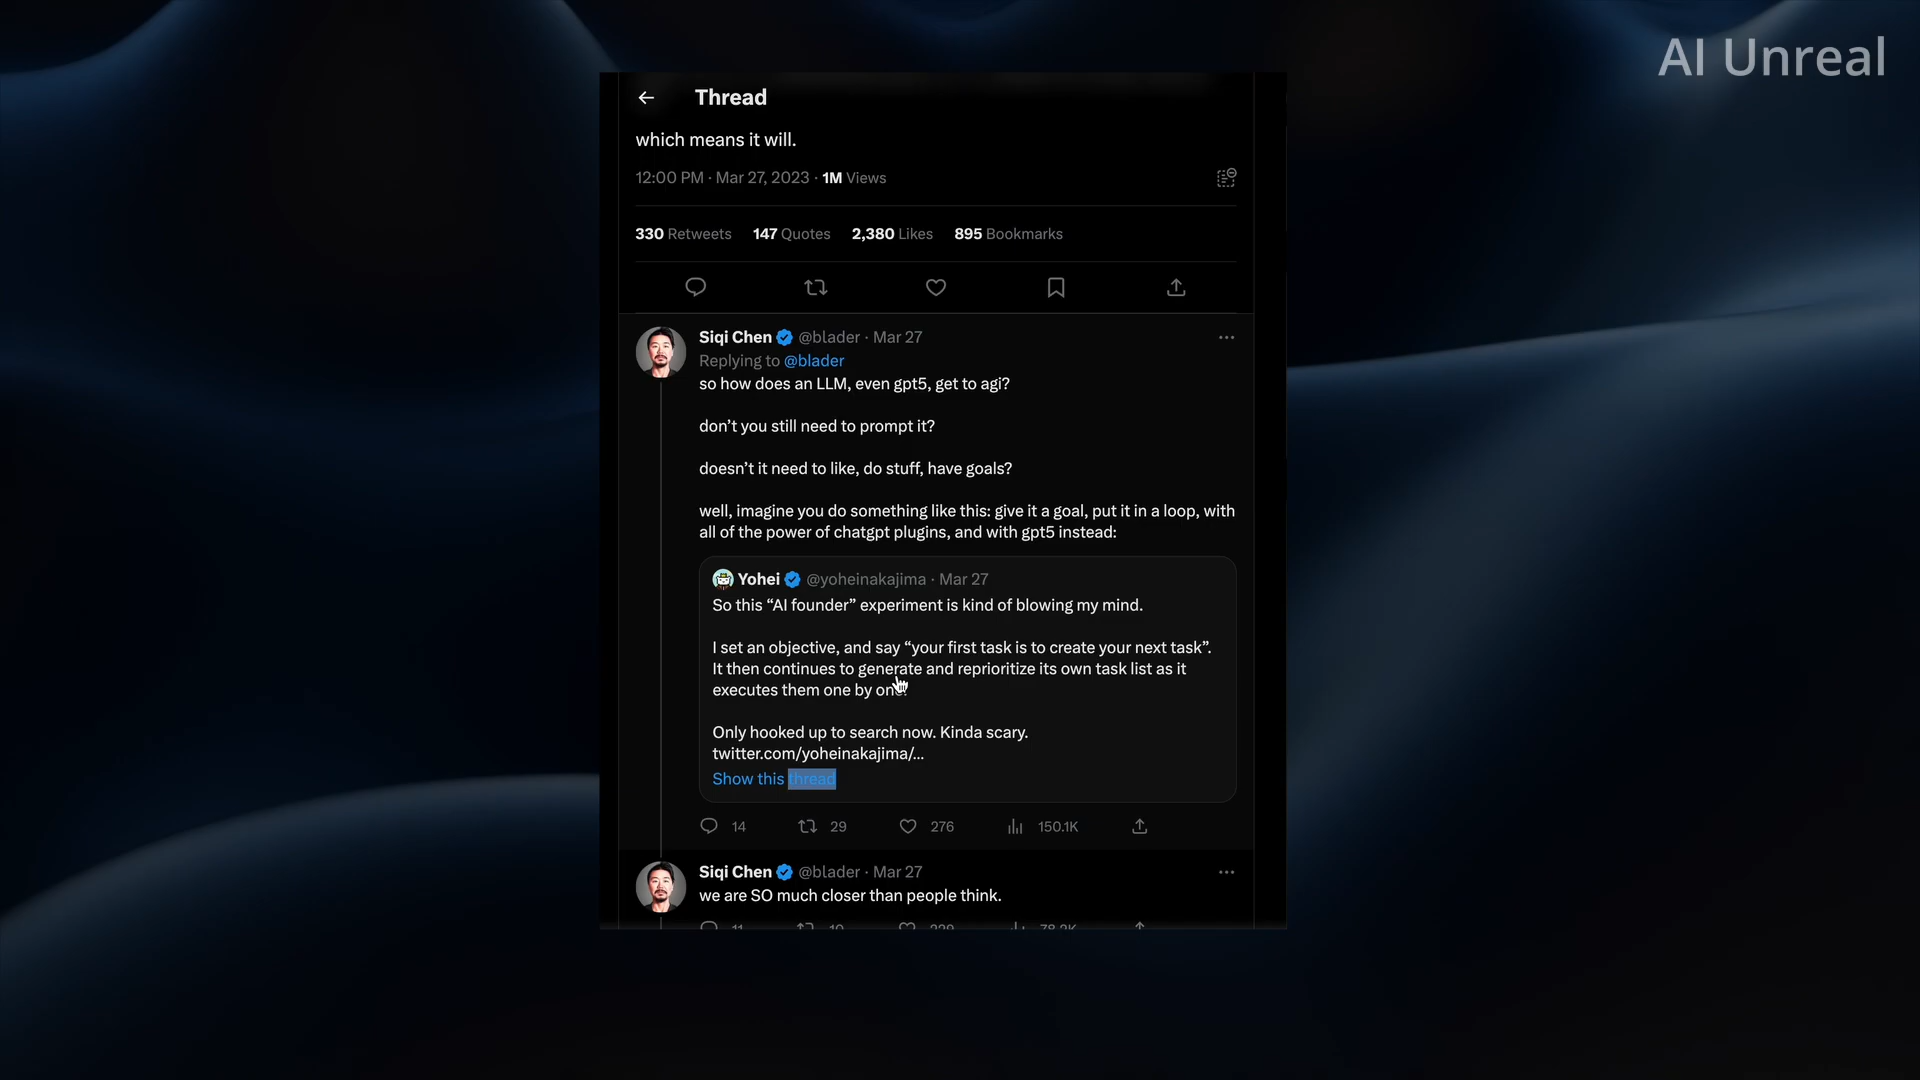 AI Unreal
Thread
which means it will.
12:00 PM · Mar 27, 2023 · 1M Views
330 Retweets 147 Quotes 2,380 Likes 895 Bookmarks
Siqi Chen @blader · Mar 27
Replying to @blader
so how does an LLM, even gpt5, get to agi?
don’t you still need to prompt it?
doesn’t it need to like, do stuff, have goals?
well, imagine you do something like this: give it a goal, put it in a loop, with
all of the power of chatgpt plugins, and with gpt5 instead:
Yohei @yoheinakajima · Mar 27
So this “AI founder” experiment is kind of blowing my mind.
I set an objective, and say “your first task is to create your next task”.
It then continues to generate and reprioritize its own task list as it
executes them one by one.
Only hooked up to search now. Kinda scary.
twitter.com/yoheinakajima/…
Show this thread
14 29 276 150.1K
Siqi Chen @blader · Mar 27
we are SO much closer than people think.
11 10 229 78.2K